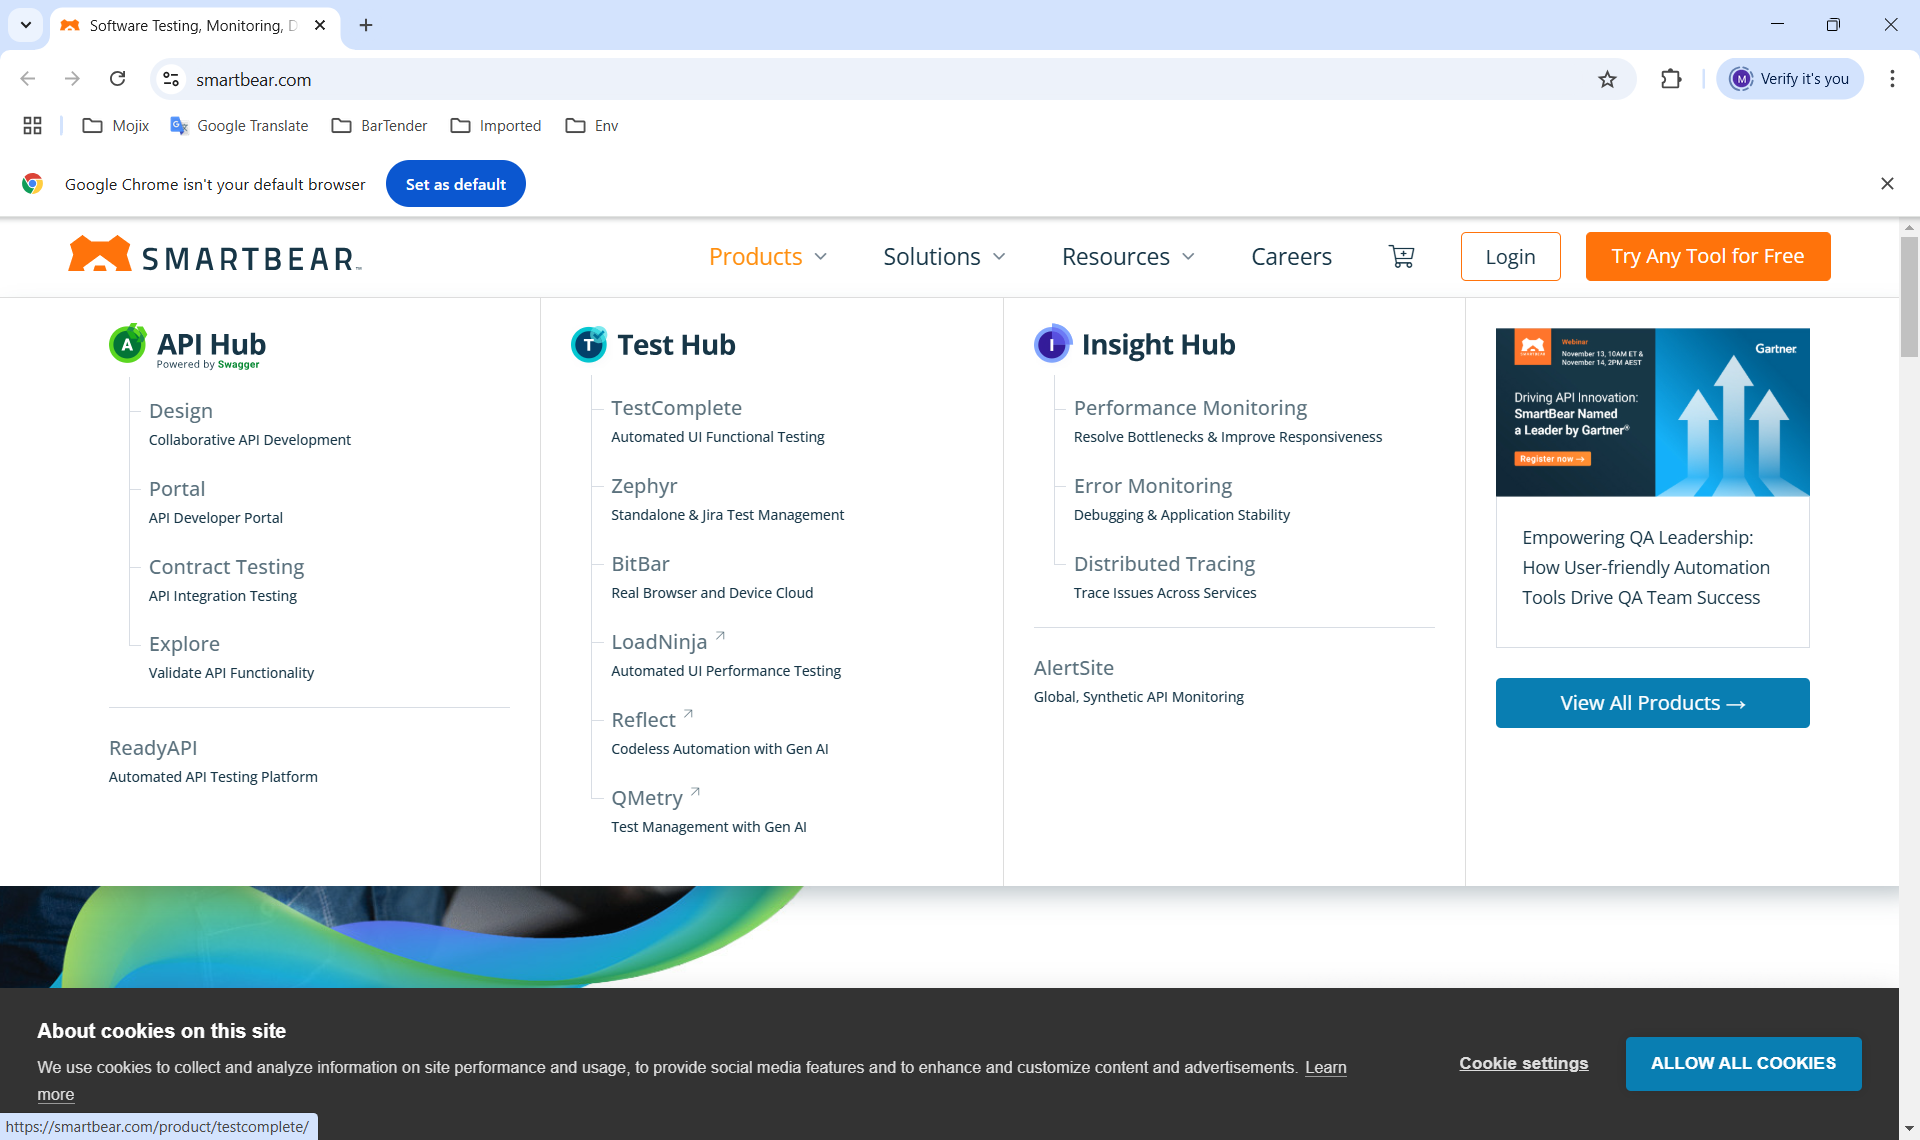 Software Testing, Monitoring, D
smartbear.com
Verify it's you
M
Mojix
Google Translate
BarTender
Imported
Env
Google Chrome isn't your default browser
Set as default
SMARTBEAR™
Products
Solutions
Resources
Careers
Login
Try Any Tool for Free
A
API Hub
Powered by Swagger
Design
Collaborative API Development
Portal
API Developer Portal
Contract Testing
API Integration Testing
Explore
Validate API Functionality
ReadyAPI
Automated API Testing Platform
T
Test Hub
TestComplete
Automated UI Functional Testing
Zephyr
Standalone & Jira Test Management
BitBar
Real Browser and Device Cloud
LoadNinja
Automated UI Performance Testing
Reflect
Codeless Automation with Gen AI
QMetry
Test Management with Gen AI
I
Insight Hub
Performance Monitoring
Resolve Bottlenecks & Improve Responsiveness
Error Monitoring
Debugging & Application Stability
Distributed Tracing
Trace Issues Across Services
AlertSite
Global, Synthetic API Monitoring
SMARTBEAR
Webinar
November 13, 10AM ET &
November 14, 2PM AEST
Gartner
Driving API Innovation:
SmartBear Named
a Leader by Gartner®
Register now →
Empowering QA Leadership:
How User-friendly Automation
Tools Drive QA Team Success
View All Products →
About cookies on this site
We use cookies to collect and analyze information on site performance and usage, to provide social media features and to enhance and customize content and advertisements. Learn
more
Cookie settings
ALLOW ALL COOKIES
https://smartbear.com/product/testcomplete/